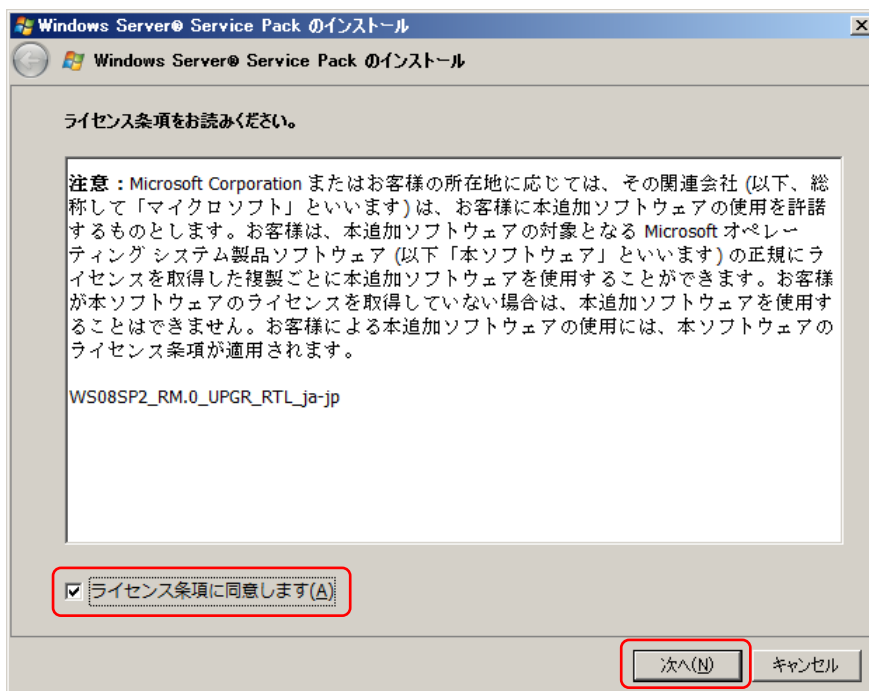 Windows Server® Service Pack のインストール
Windows Server® Service Pack のインストール
ライセンス条項をお読みください。
注意：Microsoft Corporation またはお客様の所在地に応じては、その関連会社 (以下、総
称して「マイクロソフト」といいます) は、お客様に本追加ソフトウェアの使用を許諾
するものとします。お客様は、本追加ソフトウェアの対象となる Microsoft オペレー
ティング システム製品ソフトウェア (以下「本ソフトウェア」といいます) の正規にラ
イセンスを取得した複製ごとに本追加ソフトウェアを使用することができます。お客様
が本ソフトウェアのライセンスを取得していない場合は、本追加ソフトウェアを使用す
ることはできません。お客様による本追加ソフトウェアの使用には、本ソフトウェアの
ライセンス条項が適用されます。
WS08SP2_RM.0_UPGR_RTL_ja-jp
ライセンス条項に同意します(A)
次へ(N) キャンセル